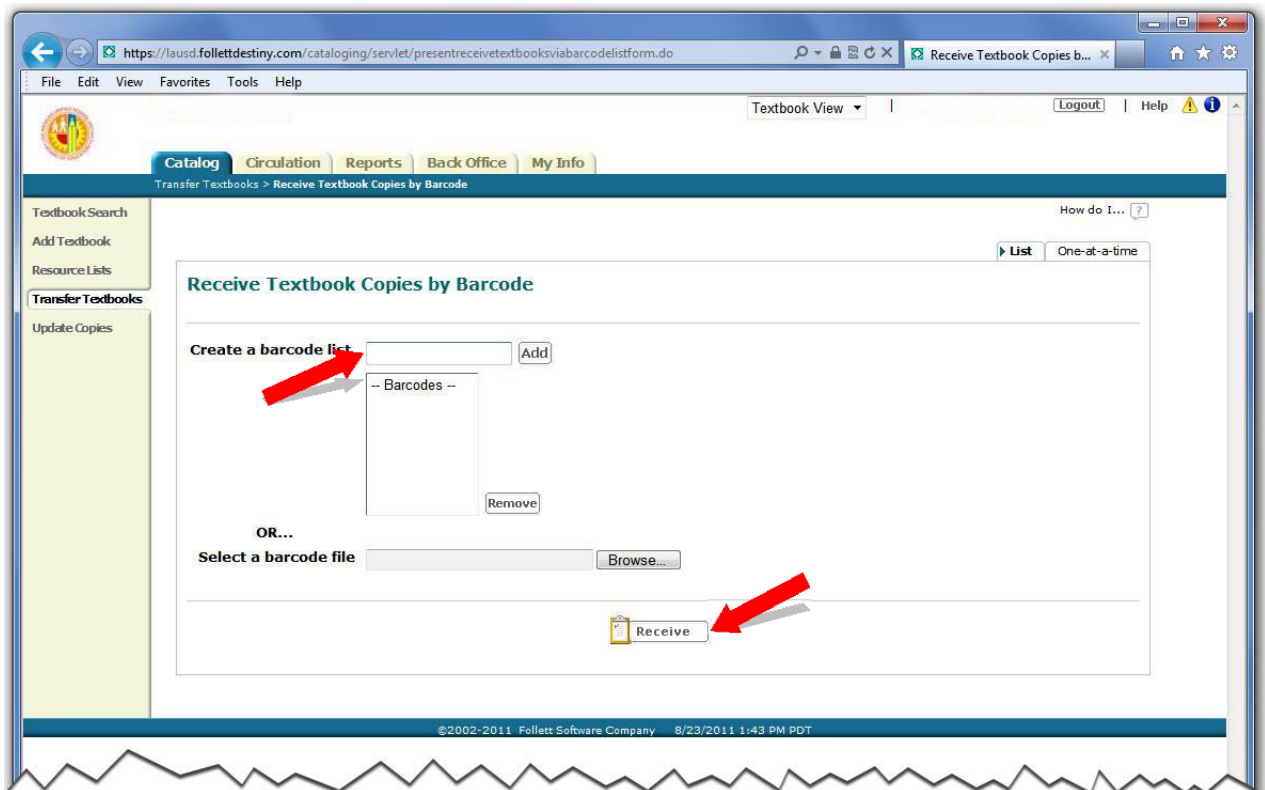 https://lausd.follettdestiny.com/cataloging/servlet/presentreceivetextbooksviabarcodelistform.do
Receive Textbook Copies b...
File Edit View Favorites Tools Help
Textbook View | Logout | Help
Catalog Circulation Reports Back Office My Info
Transfer Textbooks > Receive Textbook Copies by Barcode
How do I... ?
Textbook Search
Add Textbook
Resource Lists
Transfer Textbooks
Update Copies
List One-at-a-time
Receive Textbook Copies by Barcode
Create a barcode list Add
-- Barcodes --
Remove
OR...
Select a barcode file Browse...
Receive
©2002-2011 Follett Software Company 8/23/2011 1:43 PM PDT